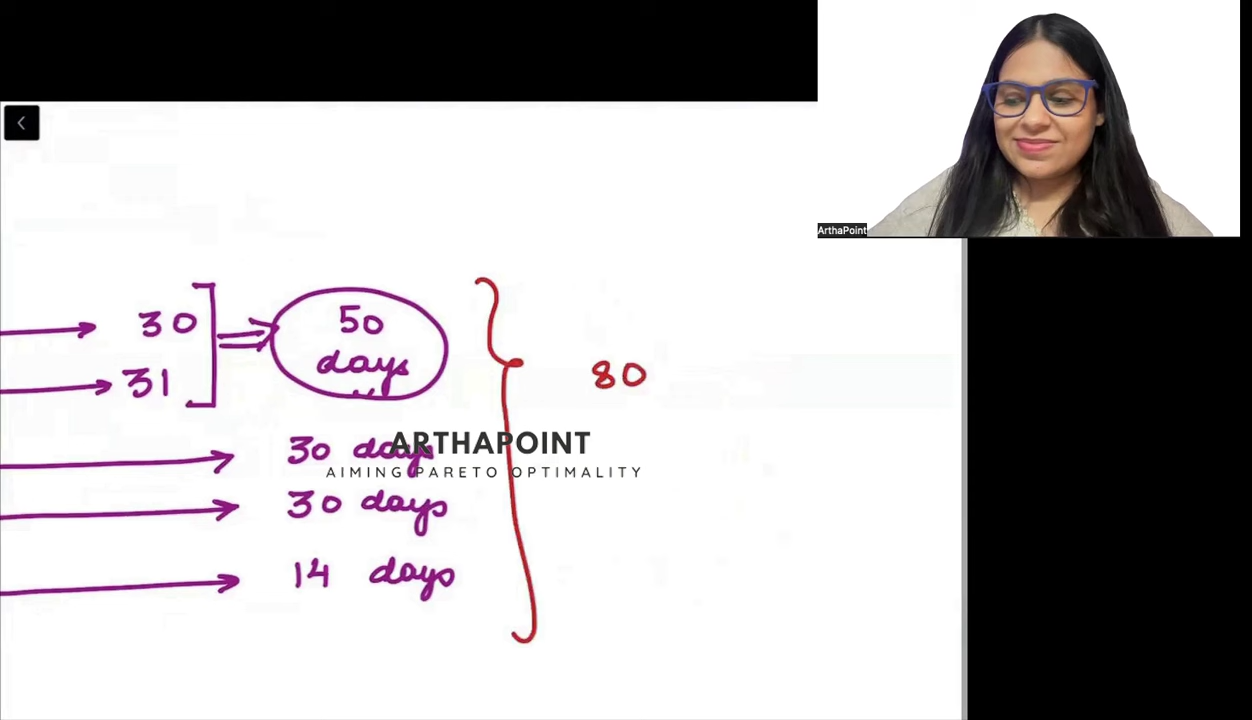 ArthaPoint
30
31
50
days
80
30 days
ARTHAPOINT
AIMING PARETO OPTIMALITY
30 days
14 days